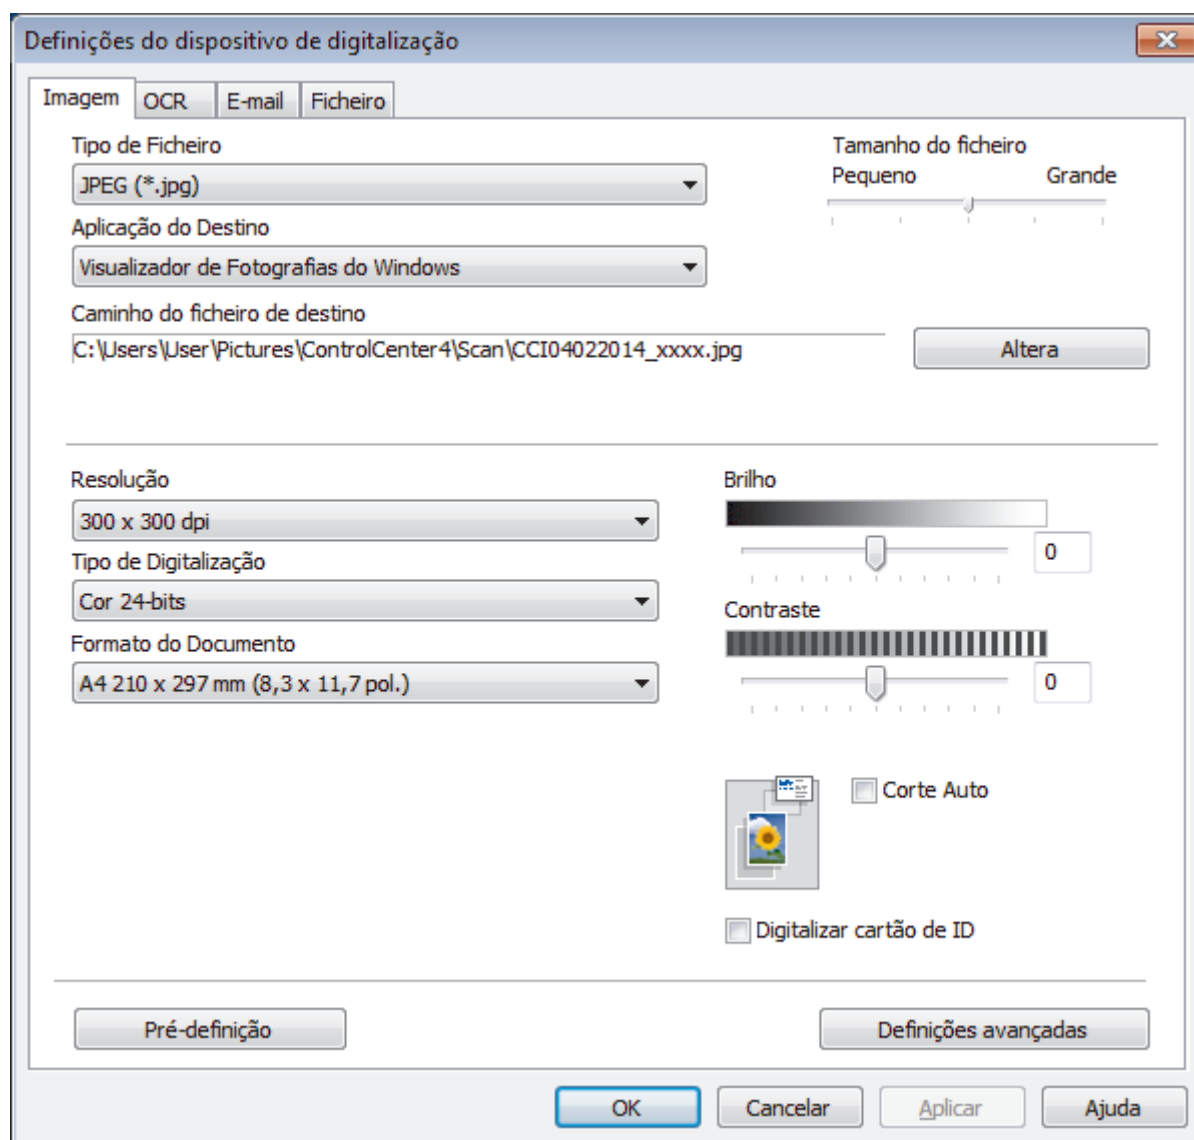 Definições do dispositivo de digitalização
Imagem OCR E-mail Ficheiro
Tipo de Ficheiro
JPEG (*.jpg)
Tamanho do ficheiro
Pequeno Grande
Aplicação do Destino
Visualizador de Fotografias do Windows
Caminho do ficheiro de destino
C:\Users\User\Pictures\ControlCenter4\Scan\CCI04022014_xxxx.jpg
Altera
Resolução
300 x 300 dpi
Tipo de Digitalização
Cor 24-bits
Formato do Documento
A4 210 x 297 mm (8,3 x 11,7 pol.)
Brilho
0
Contraste
0
Corte Auto
Digitalizar cartão de ID
Pré-definição
Definições avançadas
OK Cancelar Aplicar Ajuda